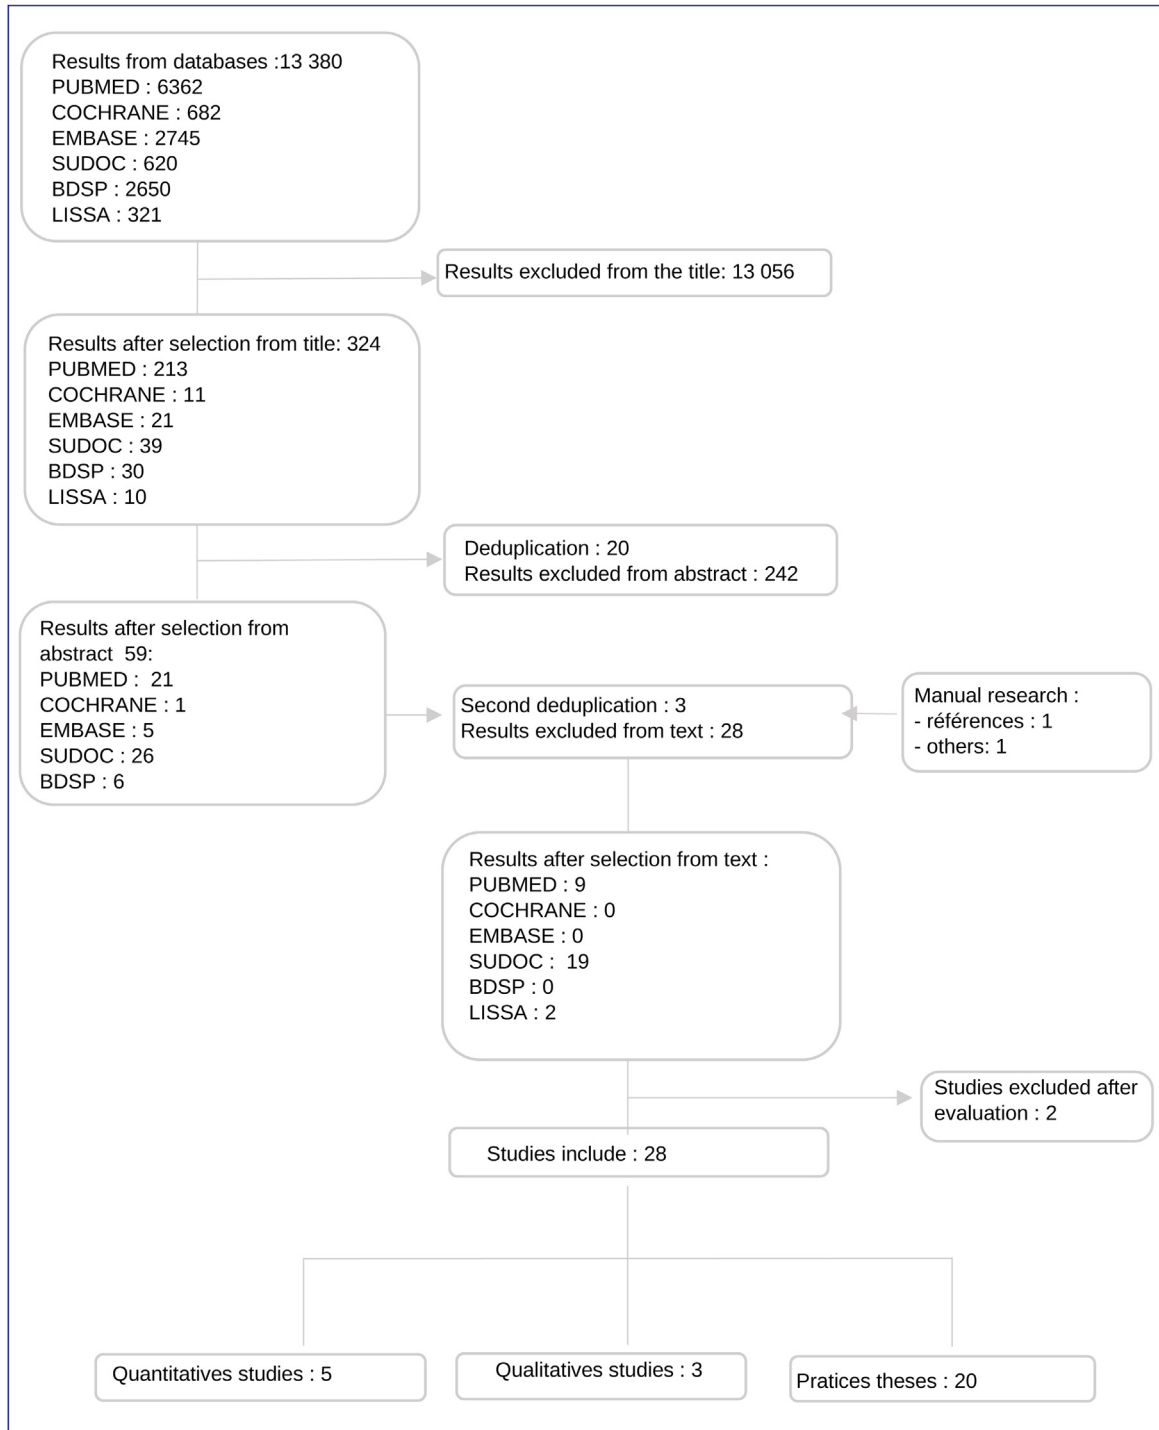 Results from databases :13 380
PUBMED : 6362
COCHRANE : 682
EMBASE : 2745
SUDOC : 620
BDSP : 2650
LISSA : 321
Results excluded from the title: 13 056
Results after selection from title: 324
PUBMED : 213
COCHRANE : 11
EMBASE : 21
SUDOC : 39
BDSP : 30
LISSA : 10
Deduplication : 20
Results excluded from abstract : 242
Results after selection from
abstract  59:
PUBMED :  21
COCHRANE : 1
EMBASE : 5
SUDOC : 26
BDSP : 6
Second deduplication : 3
Results excluded from text : 28
Manual research :
- références : 1
- others: 1
Results after selection from text :
PUBMED : 9
COCHRANE : 0
EMBASE : 0
SUDOC :  19
BDSP : 0
LISSA : 2
Studies excluded after
evaluation : 2
Studies include : 28
Quantitatives studies : 5
Qualitatives studies : 3
Pratices theses : 20